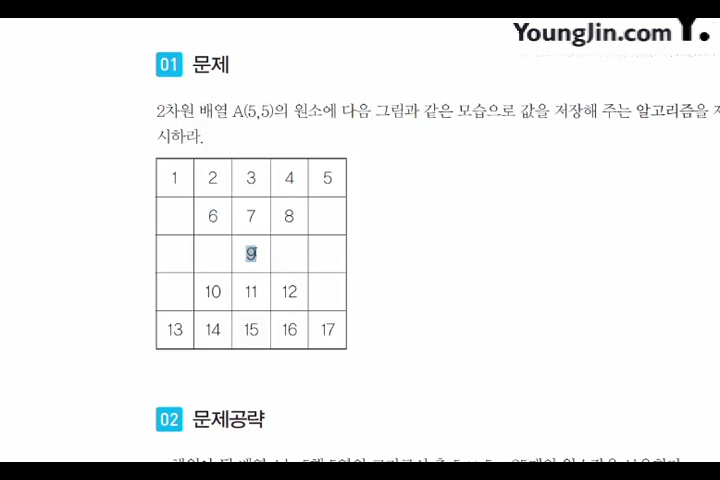 YoungJin.com Y.
01 문제
2차원 배열 A(5,5)의 원소에 다음 그림과 같은 모습으로 값을 저장해 주는 알고리즘을
시하라.
1 2 3 4 5
6 7 8
9
10 11 12
13 14 15 16 17
02 문제공략